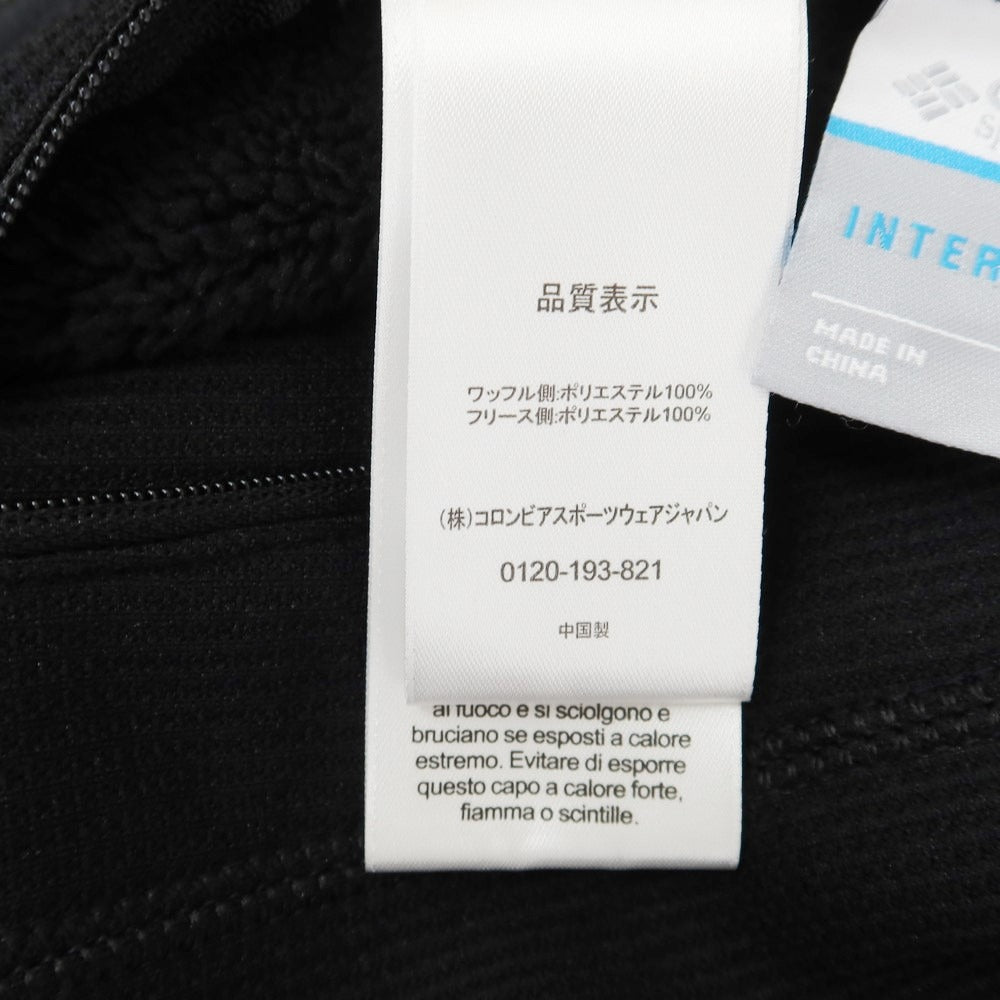 品質表示
ワッフル側:ポリエステル100%
フリース側:ポリエステル100%
(株)コロンビアスポーツウェアジャパン
0120-193-821
中国製
al fuoco e si sciolgono e
bruciano se esposti a calore
estremo. Evitare di esporre
questo capo a calore forte,
fiamma o scintille.
INTER
MADE IN
CHINA